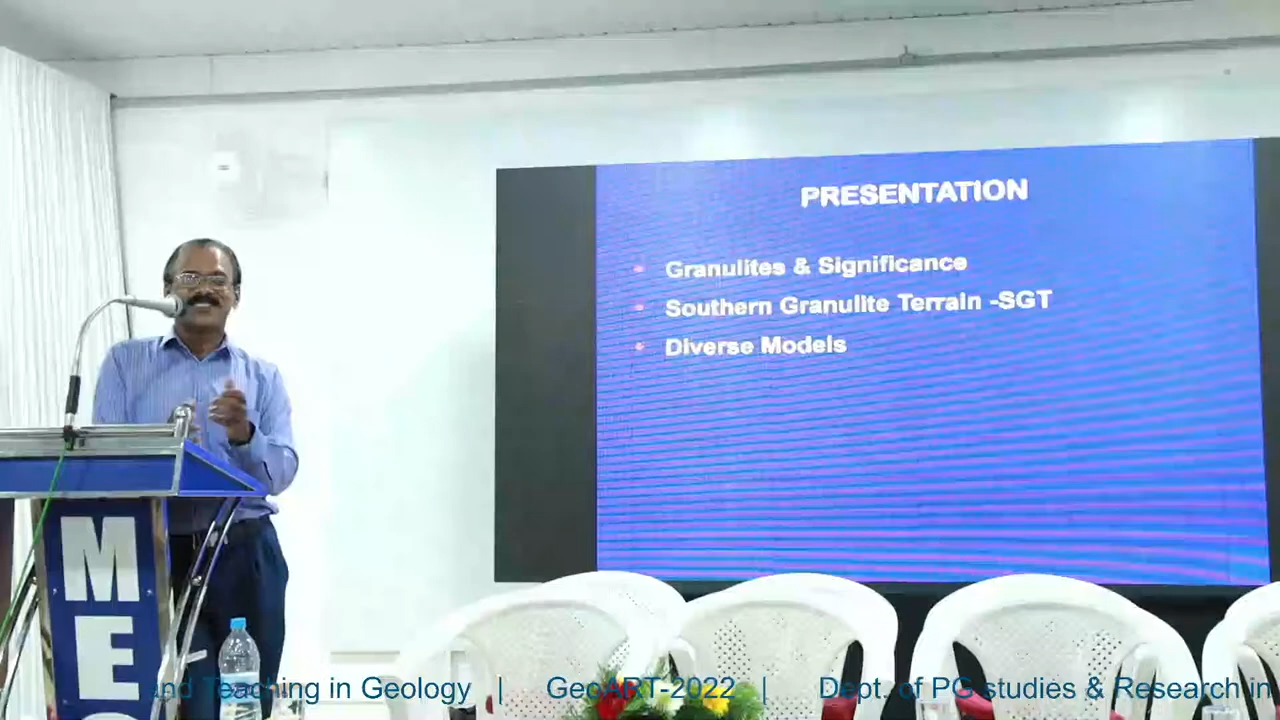 PRESENTATION
Granulites & Significance
Southern Granulite Terrain -SGT
Diverse Models
M
E
and Teaching in Geology | GeoART-2022 | Dept. of PG studies & Research in